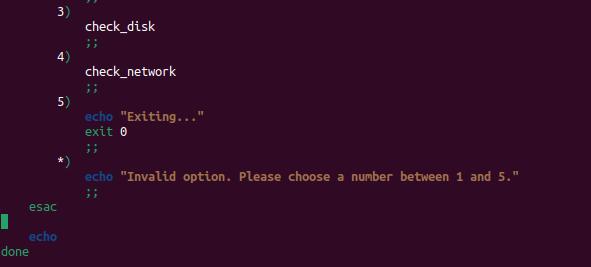 ;;
        3)
            check_disk
            ;;
        4)
            check_network
            ;;
        5)
            echo "Exiting..."
            exit 0
            ;;
        *)
            echo "Invalid option. Please choose a number between 1 and 5."
            ;;
    esac

    echo
done